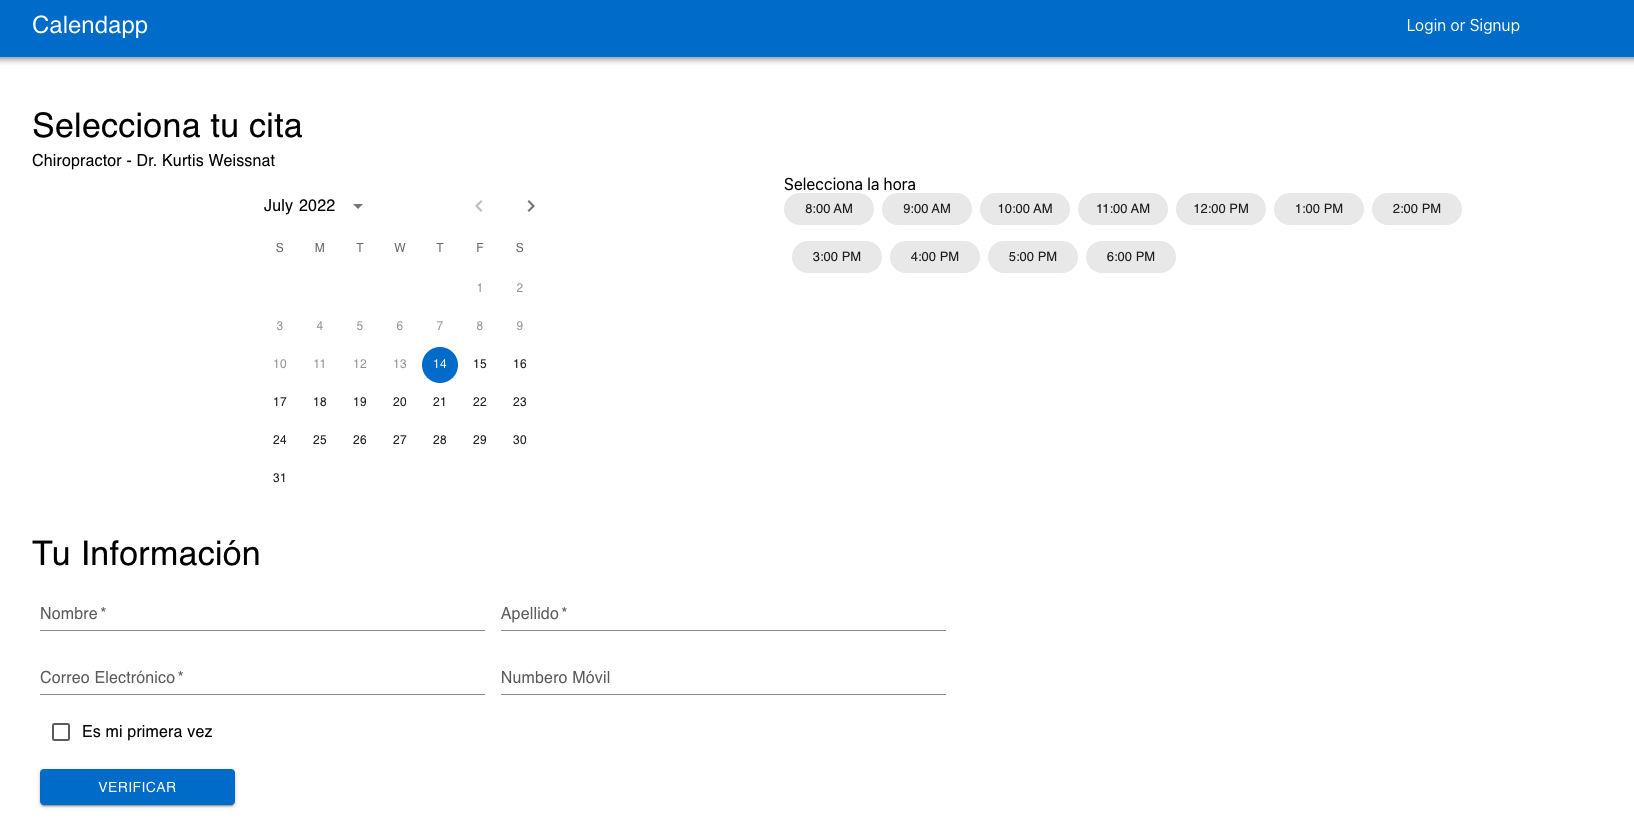 Calendapp
Login or Signup
Selecciona tu cita
Chiropractor - Dr. Kurtis Weissnat
July 2022
S M T W T F S
1 2
3 4 5 6 7 8 9
10 11 12 13 14 15 16
17 18 19 20 21 22 23
24 25 26 27 28 29 30
31
Selecciona la hora
8:00 AM 9:00 AM 10:00 AM 11:00 AM 12:00 PM 1:00 PM 2:00 PM
3:00 PM 4:00 PM 5:00 PM 6:00 PM
Tu Información
Nombre * Apellido *
Correo Electrónico * Numbero Móvil
Es mi primera vez
VERIFICAR